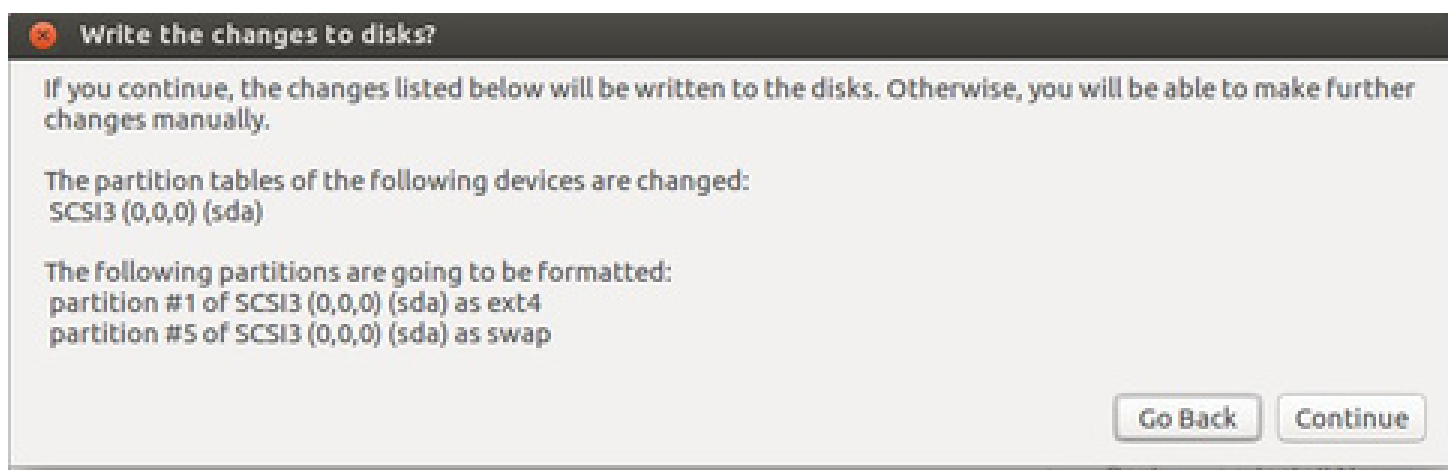 Write the changes to disks?
If you continue, the changes listed below will be written to the disks. Otherwise, you will be able to make further
changes manually.
The partition tables of the following devices are changed:
SCSI3 (0,0,0) (sda)
The following partitions are going to be formatted:
partition #1 of SCSI3 (0,0,0) (sda) as ext4
partition #5 of SCSI3 (0,0,0) (sda) as swap
Go Back Continue